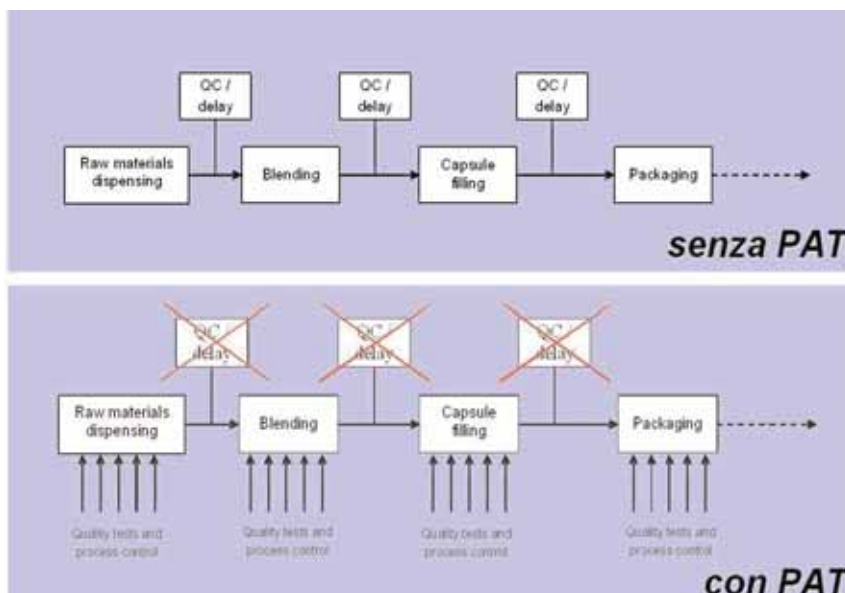 QC /
delay
QC /
delay
QC /
delay
Raw materials
dispensing
Blending
Capsule
filling
Packaging
senza PAT
QC /
delay
QC /
delay
QC /
delay
Raw materials
dispensing
Blending
Capsule
filling
Packaging
Quality tests and
process control
Quality tests and
process control
Quality tests and
process control
Quality tests and
process control
con PAT